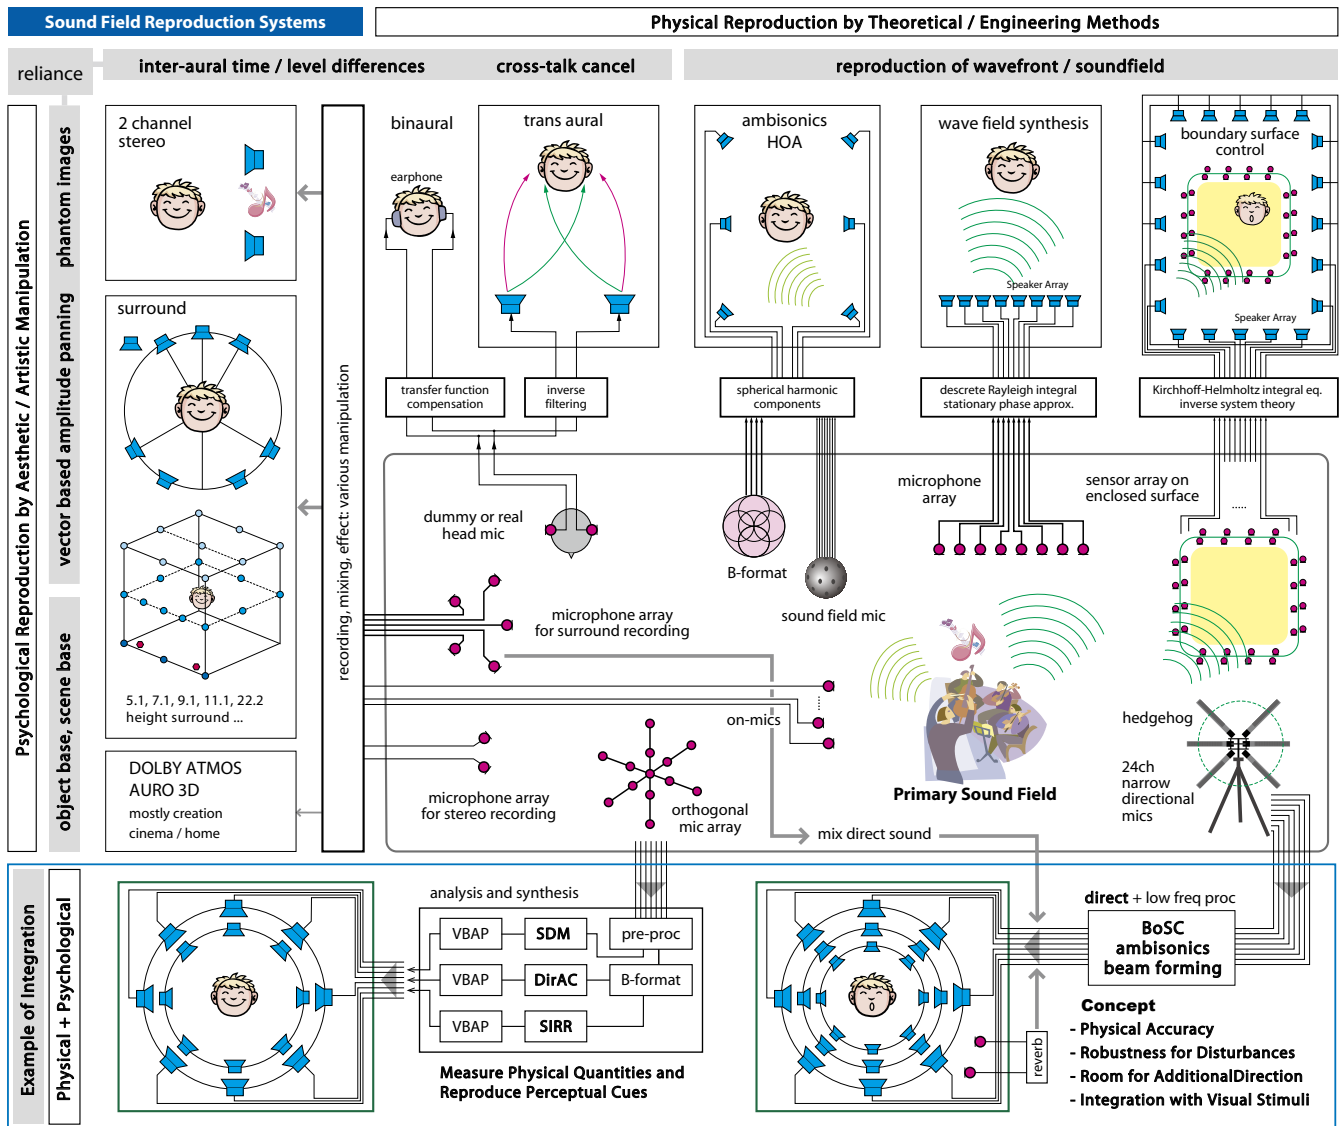 Sound Field Reproduction Systems
Physical Reproduction by Theoretical / Engineering Methods
reliance
inter-aural time / level differences
cross-talk cancel
reproduction of wavefront / soundfield
Psychological Reproduction by Aesthetic / Artistic Manipulation
phantom images
vector based amplitude panning
object base, scene base
2 channel
stereo
surround
5.1, 7.1, 9.1, 11.1, 22.2
height surround ...
DOLBY ATMOS
AURO 3D
mostly creation
cinema / home
recording, mixing, effect: various manipulation
binaural
earphone
trans aural
ambisonics
HOA
wave field synthesis
Speaker Array
boundary surface
control
Speaker Array
transfer function
compensation
inverse
filtering
spherical harmonic
components
descrete Rayleigh integral
stationary phase approx.
Kirchhoff-Helmholtz integral eq.
inverse system theory
dummy or real
head mic
B-format
sound field mic
microphone
array
sensor array on
enclosed surface
.....
microphone array
for surround recording
on-mics
microphone array
for stereo recording
orthogonal
mic array
Primary Sound Field
mix direct sound
hedgehog
24ch
narrow
directional
mics
Example of Integration
Physical + Psychological
analysis and synthesis
VBAP
SDM
pre-proc
VBAP
DirAC
B-format
VBAP
SIRR
Measure Physical Quantities and
Reproduce Perceptual Cues
direct + low freq proc
BoSC
ambisonics
beam forming
reverb
Concept
- Physical Accuracy
- Robustness for Disturbances
- Room for AdditionalDirection
- Integration with Visual Stimuli